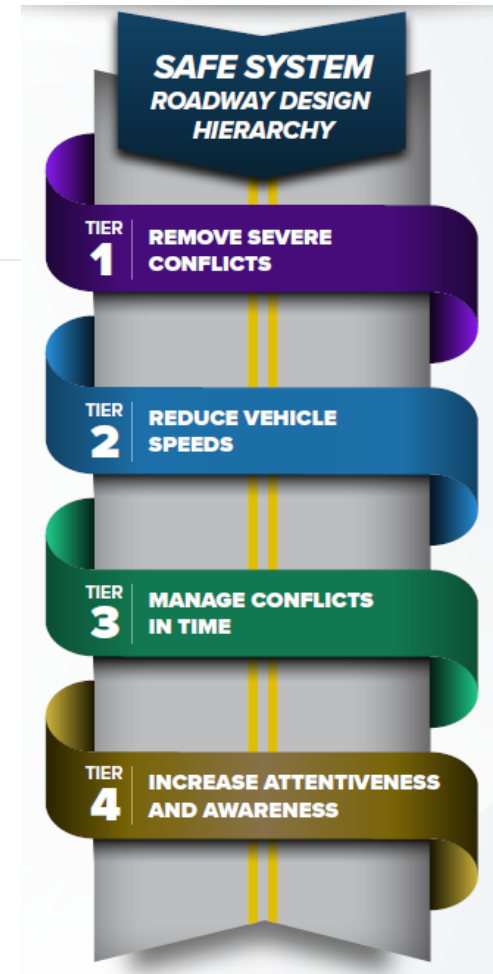 SAFE SYSTEM
ROADWAY DESIGN
HIERARCHY
TIER
1
REMOVE SEVERE
CONFLICTS
TIER
2
REDUCE VEHICLE
SPEEDS
TIER
3
MANAGE CONFLICTS
IN TIME
TIER
4
INCREASE ATTENTIVENESS
AND AWARENESS